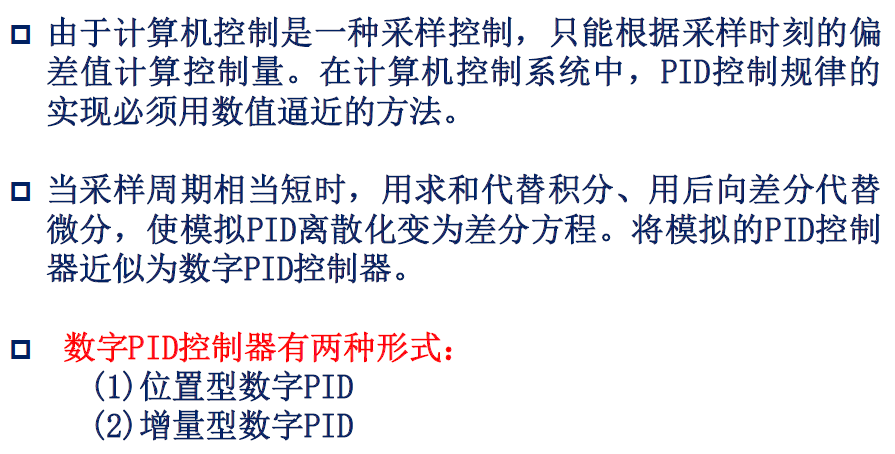 由于计算机控制是一种采样控制，只能根据采样时刻的偏
差值计算控制量。在计算机控制系统中，PID控制规律的
实现必须用数值逼近的方法。
当采样周期相当短时，用求和代替积分、用后向差分代替
微分，使模拟PID离散化变为差分方程。将模拟的PID控制
器近似为数字PID控制器。
数字PID控制器有两种形式：
(1)位置型数字PID
(2)增量型数字PID